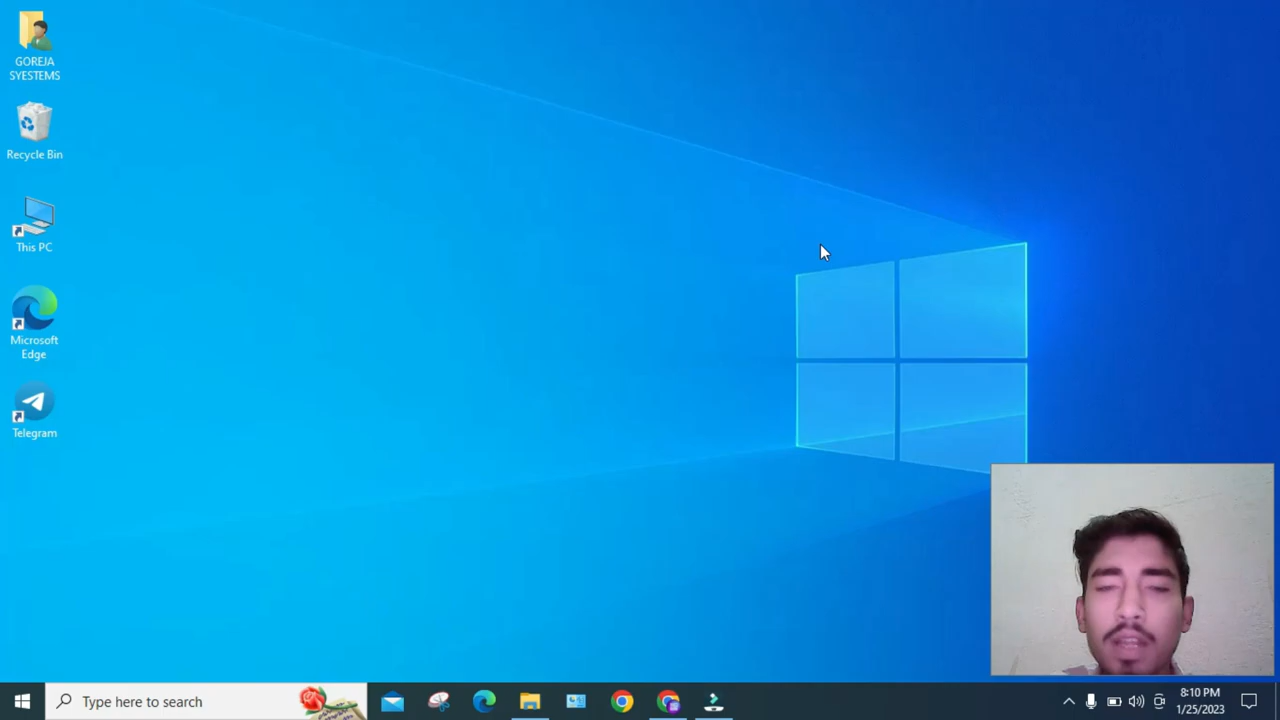 GOREJA
SYESTEMS
Recycle Bin
This PC
Microsoft
Edge
Telegram
Type here to search
8:10 PM
1/25/2023